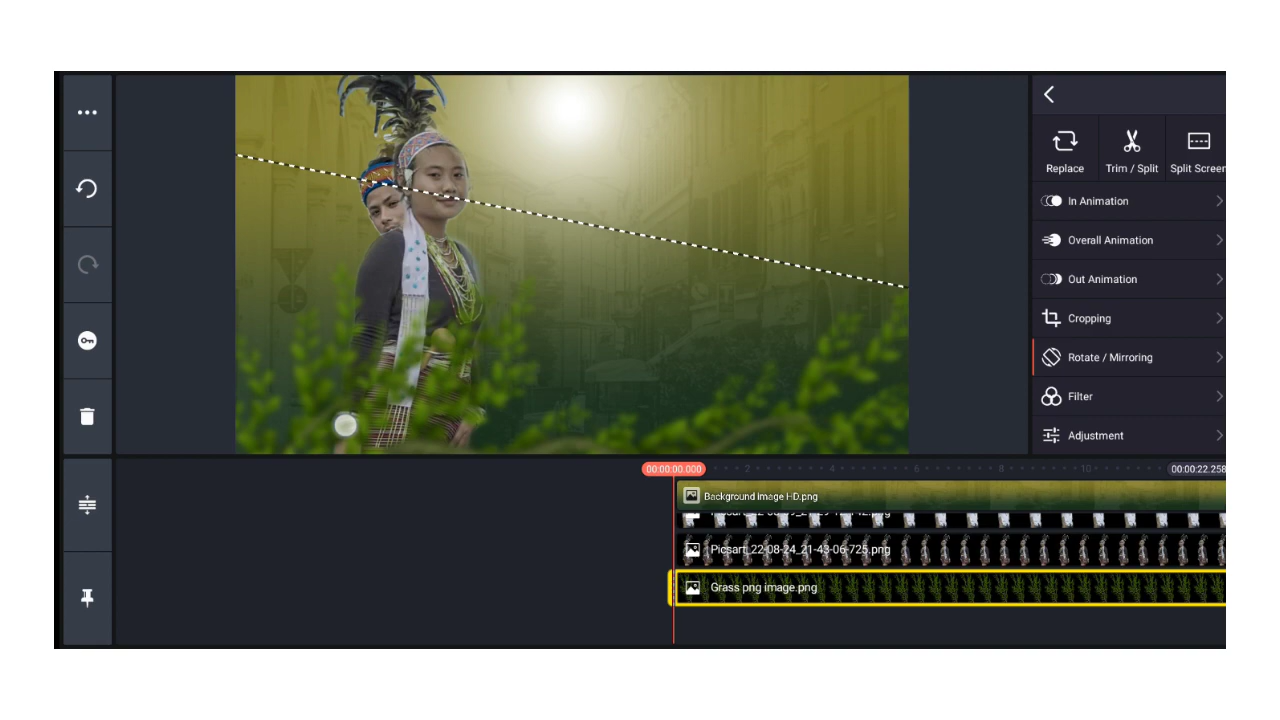 Replace
Trim / Split
Split Screen
In Animation
Overall Animation
Out Animation
Cropping
Rotate / Mirroring
Filter
Adjustment
00:00:00.000
2
4
6
8
10
00:00:22.258
Background image HD.png
Picsart_22-08-24_21-43-06-725.png
Grass png image.png